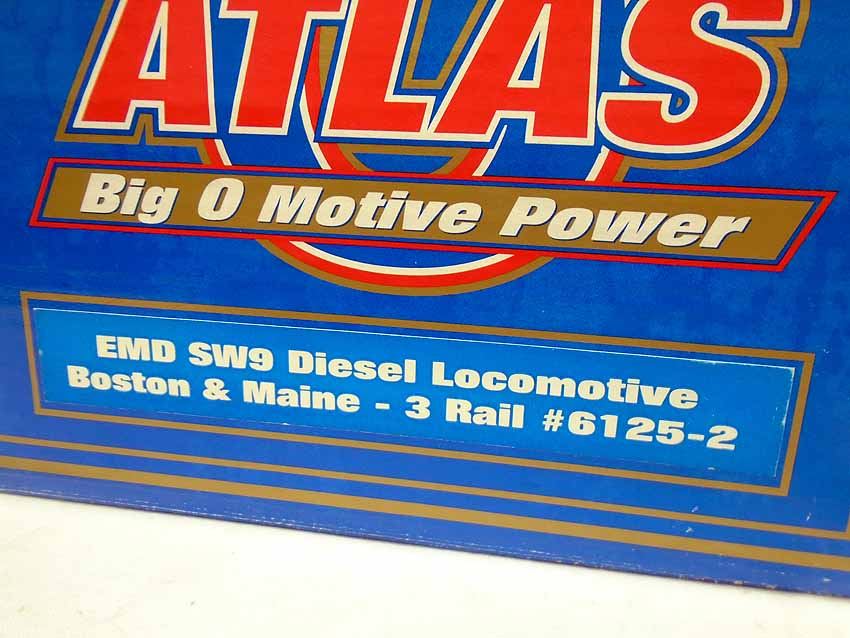 ATLAS
Big O Motive Power
EMD SW9 Diesel Locomotive
Boston & Maine - 3 Rail #6125-2